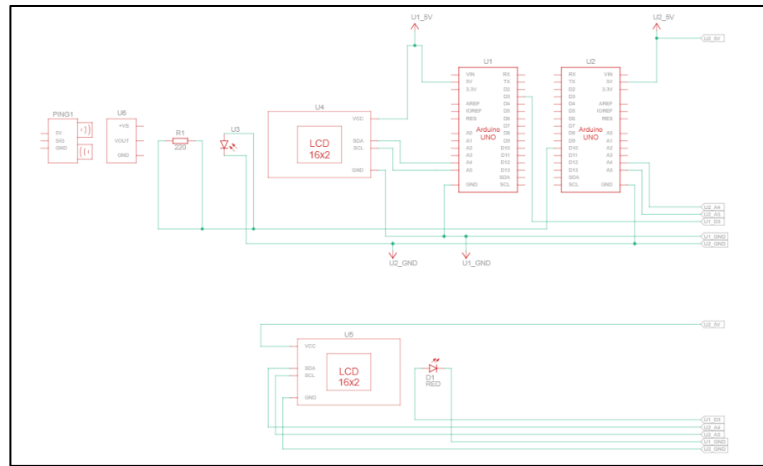 U1_5V
U2_5V
U2_5V
U1
U2
PING1
5V
SIG
GND
U6
+VS
VOUT
GND
R1
220
U3
U4
VCC
SDA
SCL
GND
LCD
16x2
VIN
5V
3.3V
AREF
IOREF
RES
A0
A1
A2
A3
A4
A5
GND
RX
TX
D2
D3
D4
D5
D6
D7
D8
D9
D10
D11
D12
D13
SDA
SCL
Arduino
UNO
RX
TX
D2
D3
D4
D5
D6
D7
D8
D9
D10
D11
D12
D13
SDA
SCL
VIN
5V
3.3V
AREF
IOREF
RES
A0
A1
A2
A3
A4
A5
GND
Arduino
UNO
U2_A4
U2_A5
U1_D3
U1_GND
U2_GND
U2_GND
U1_GND
U2_5V
U5
VCC
SDA
SCL
GND
LCD
16x2
D1
RED
U1_D3
U2_A4
U2_A5
U1_GND
U2_GND